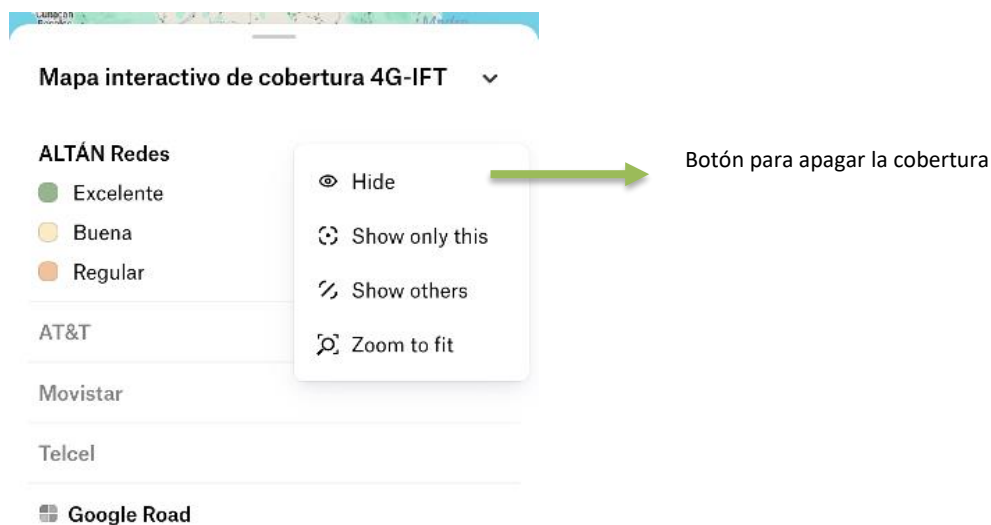 Mapa interactivo de cobertura 4G-IFT
ALTÁN Redes
Excelente
Buena
Regular
AT&T
Movistar
Telcel
Google Road
Hide
Show only this
Show others
Zoom to fit
Botón para apagar la cobertura